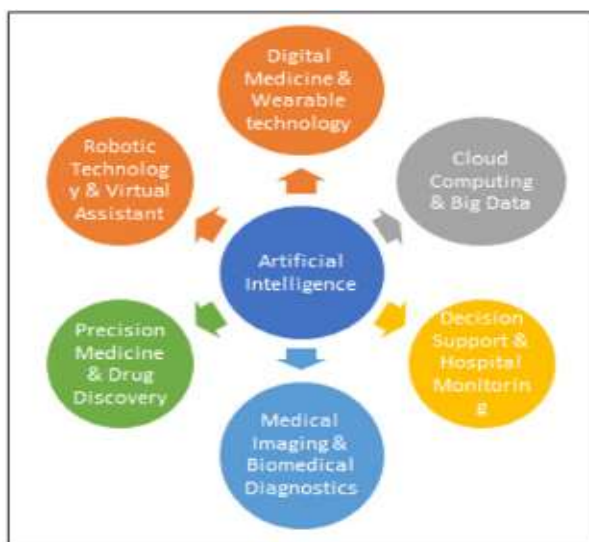 Digital
Medicine &
Wearable
technology
Cloud
Computing
& Big Data
Decision
Support &
Hospital
Monitorin
g
Medical
Imaging &
Biomedical
Diagnostics
Precision
Medicine
& Drug
Discovery
Robotic
Technolog
y & Virtual
Assistant
Artificial
Intelligence